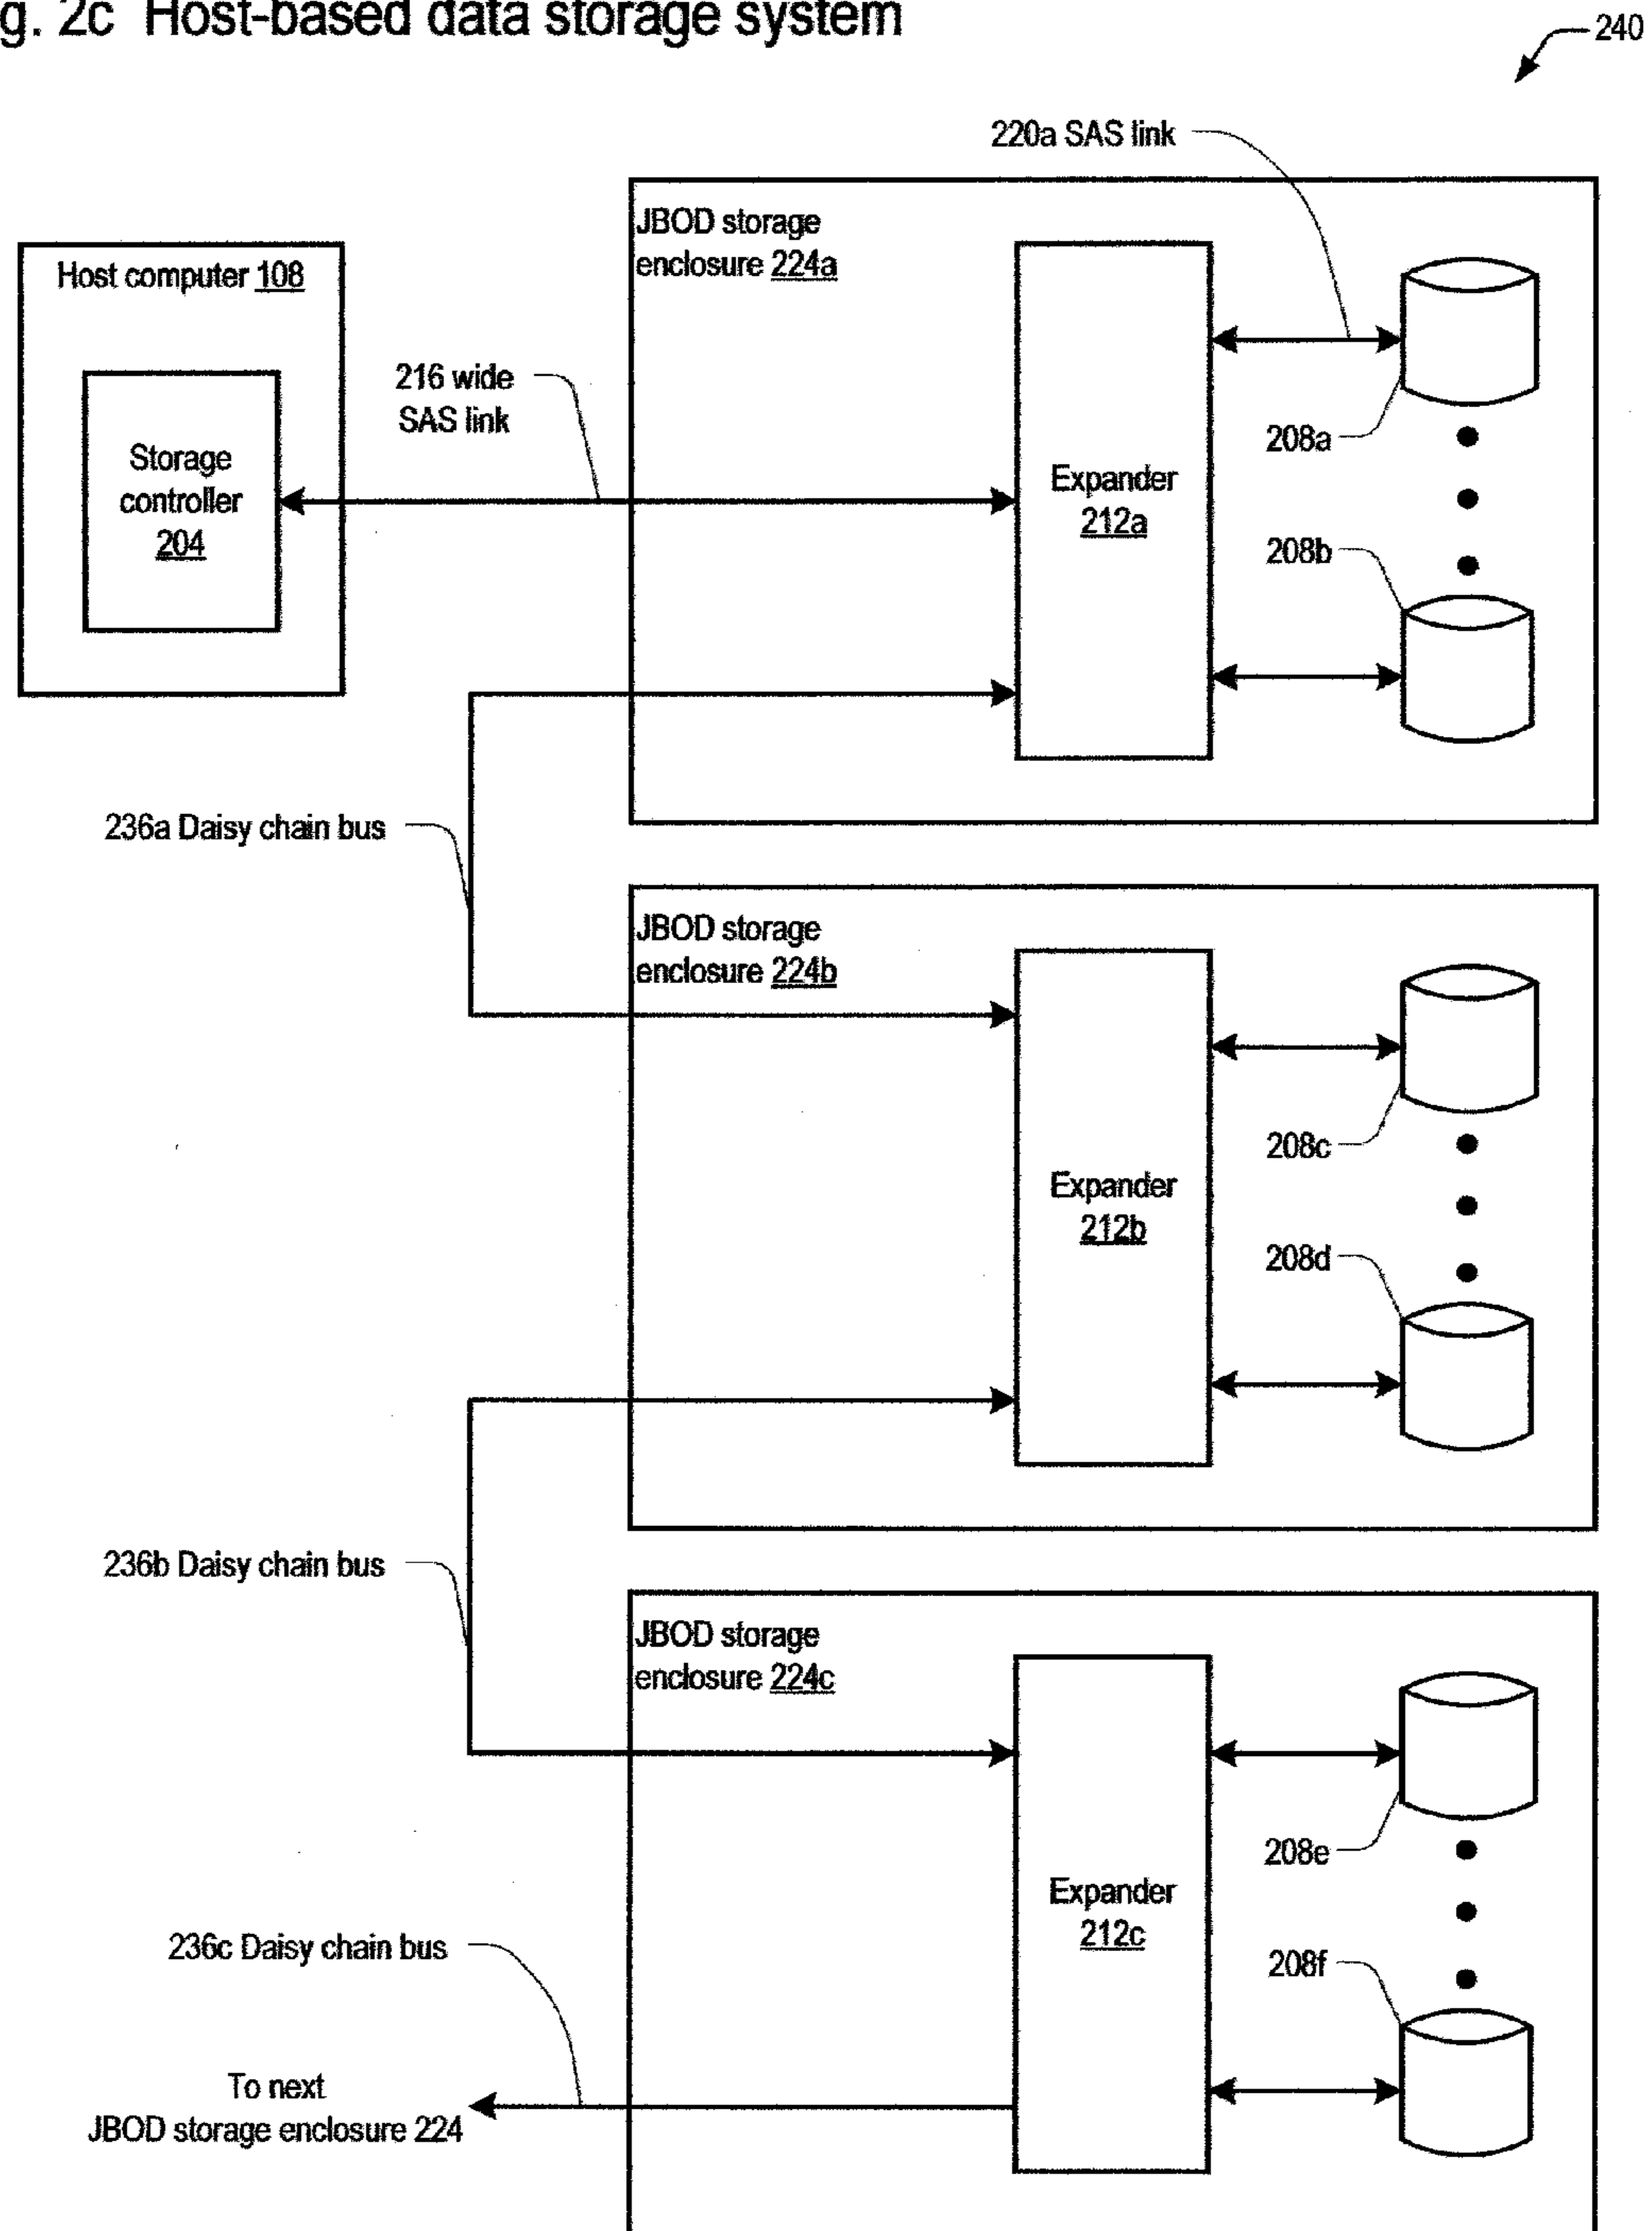 g. 2c Host-based data storage system
240
220a SAS link
JBOD storage
enclosure 224a
Host computer 108
216 wide
SAS link
Storage
controller
204
Expander
212a
208a
208b
236a Daisy chain bus
JBOD storage
enclosure 224b
Expander
212b
208c
208d
236b Daisy chain bus
JBOD storage
enclosure 224c
Expander
212c
208e
208f
236c Daisy chain bus
To next
JBOD storage enclosure 224